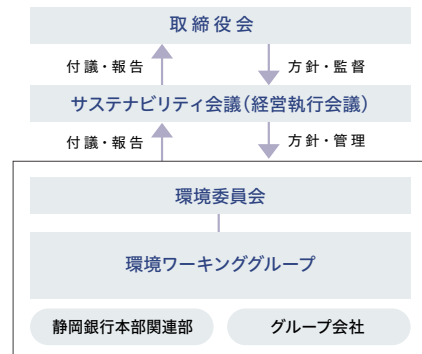 取締役会
付議・報告
方針・監督
サステナビリティ会議(経営執行会議)
付議・報告
方針・管理
環境委員会
環境ワーキンググループ
静岡銀行本部関連部
グループ会社